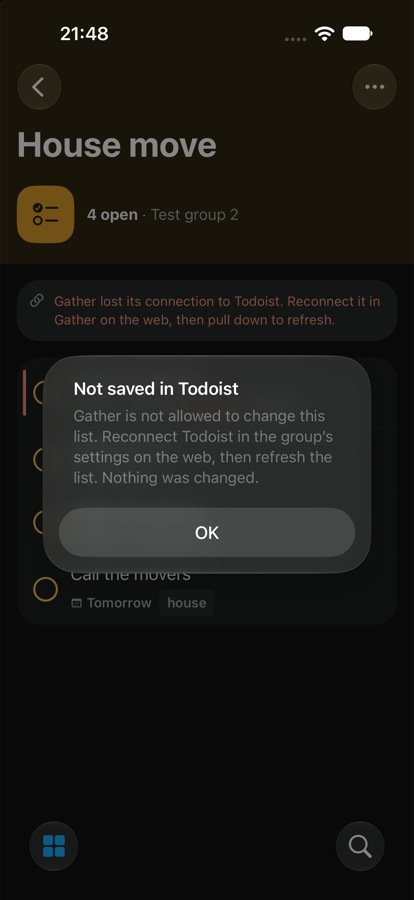 21:48
House move
4 open · Test group 2
Gather lost its connection to Todoist. Reconnect it in
Gather on the web, then pull down to refresh.
Not saved in Todoist
Gather is not allowed to change this
list. Reconnect Todoist in the group’s
settings on the web, then refresh the
list. Nothing was changed.
OK
Call the movers
Tomorrow house